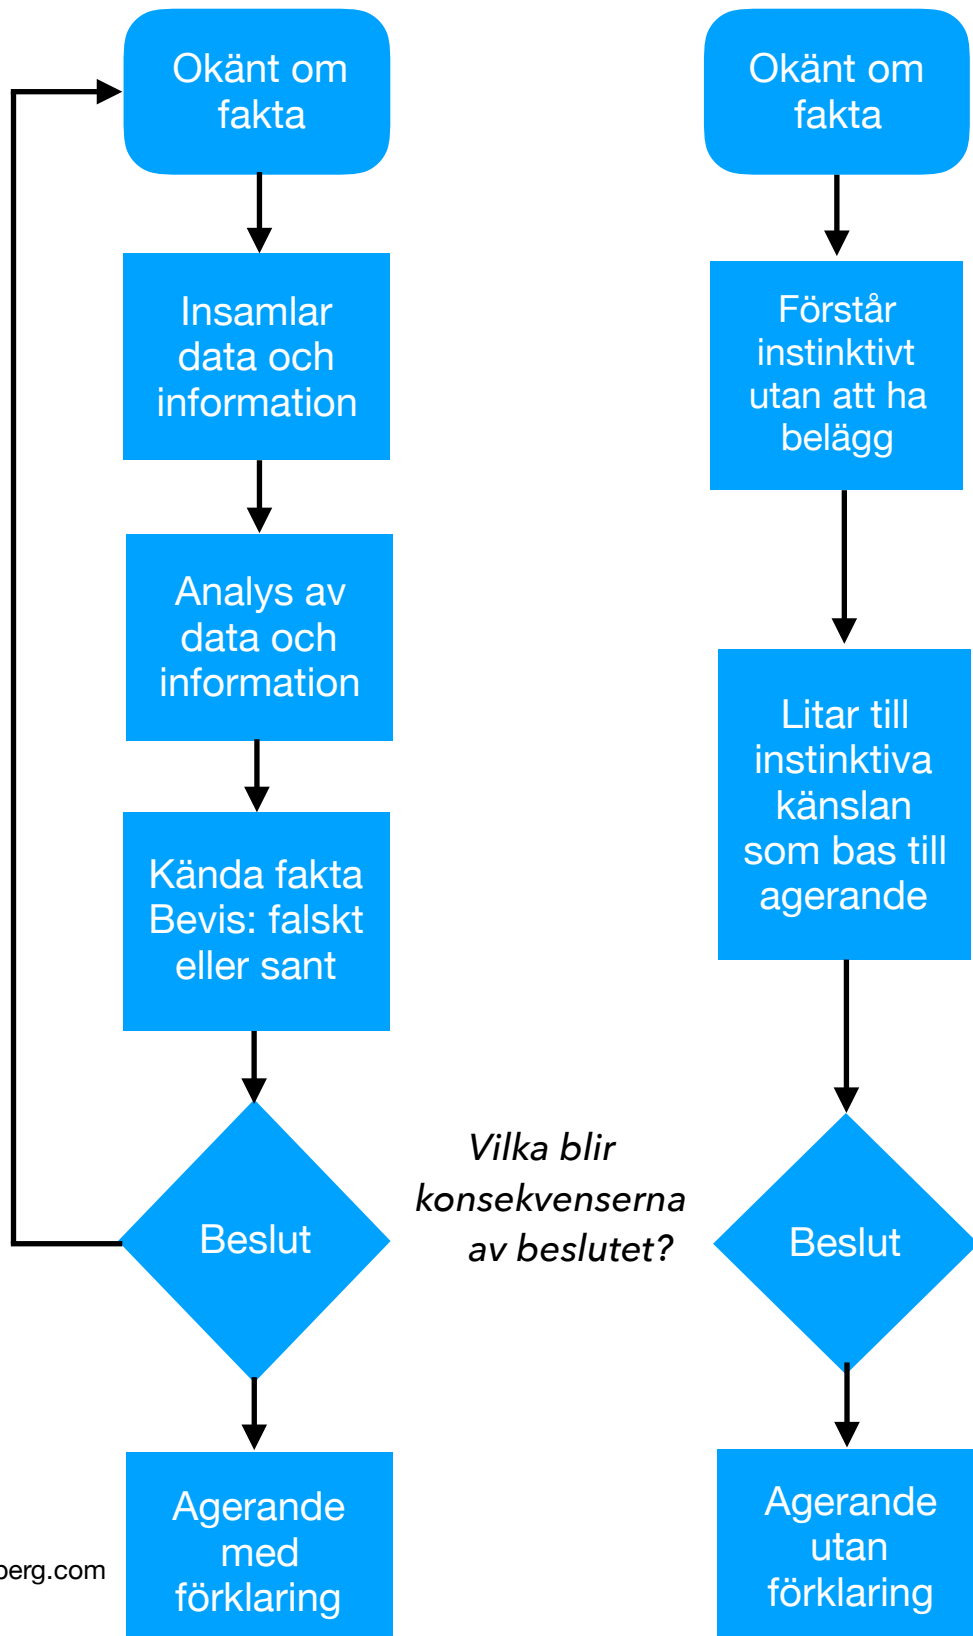 Okänt om
fakta
Insamlar
data och
information
Analys av
data och
information
Kända fakta
Bevis: falskt
eller sant
Beslut
Agerande
med
förklaring
Vilka blir
konsekvenserna
av beslutet?
Okänt om
fakta
Förstår
instinktivt
utan att ha
belägg
Litar till
instinktiva
känslan
som bas till
agerande
Beslut
Agerande
utan
förklaring
berg.com